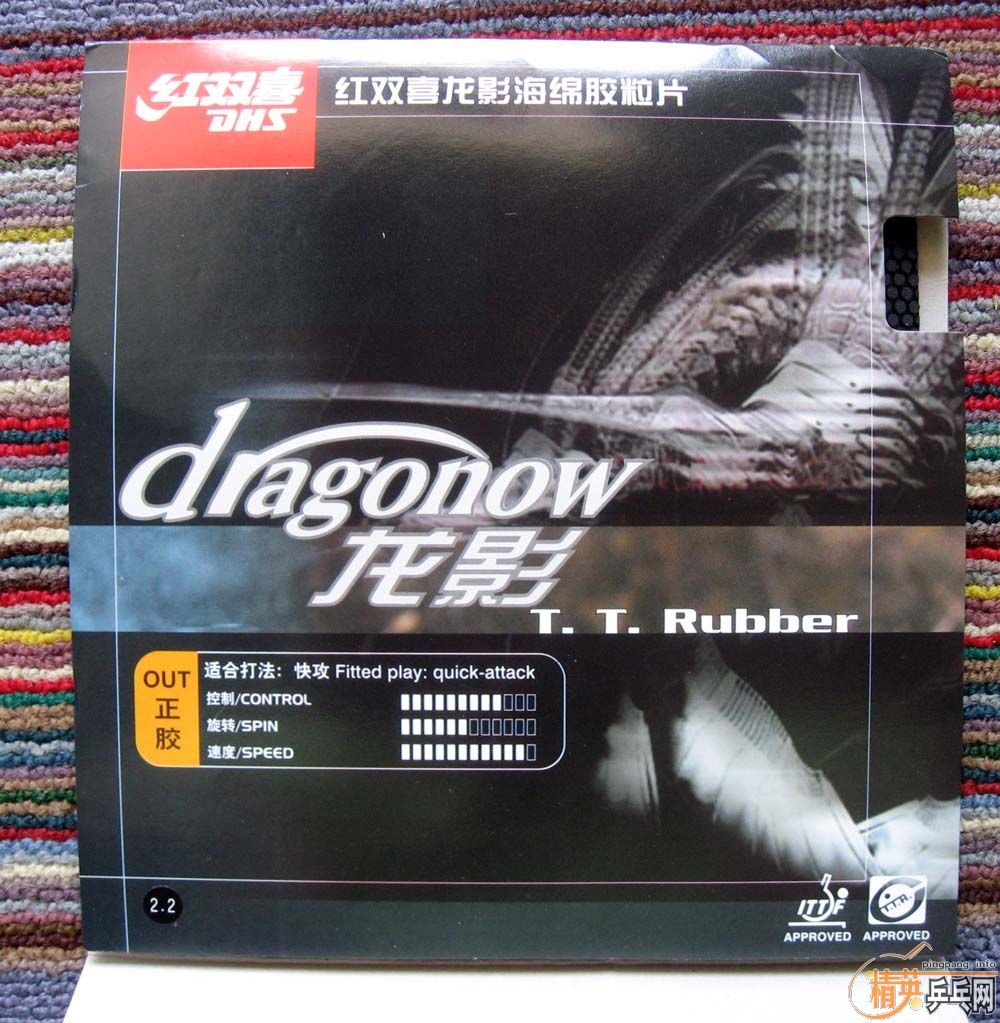 红双喜
DHS
红双喜龙影海绵胶粒片
dragonow
龙影
T. T. Rubber
OUT
正
胶
适合打法：快攻 Fitted play: quick-attack
控制/CONTROL
旋转/SPIN
速度/SPEED
2.2
ITTF
APPROVED
T.T.A.A.
APPROVED
pingpang.info
精英乒乓网